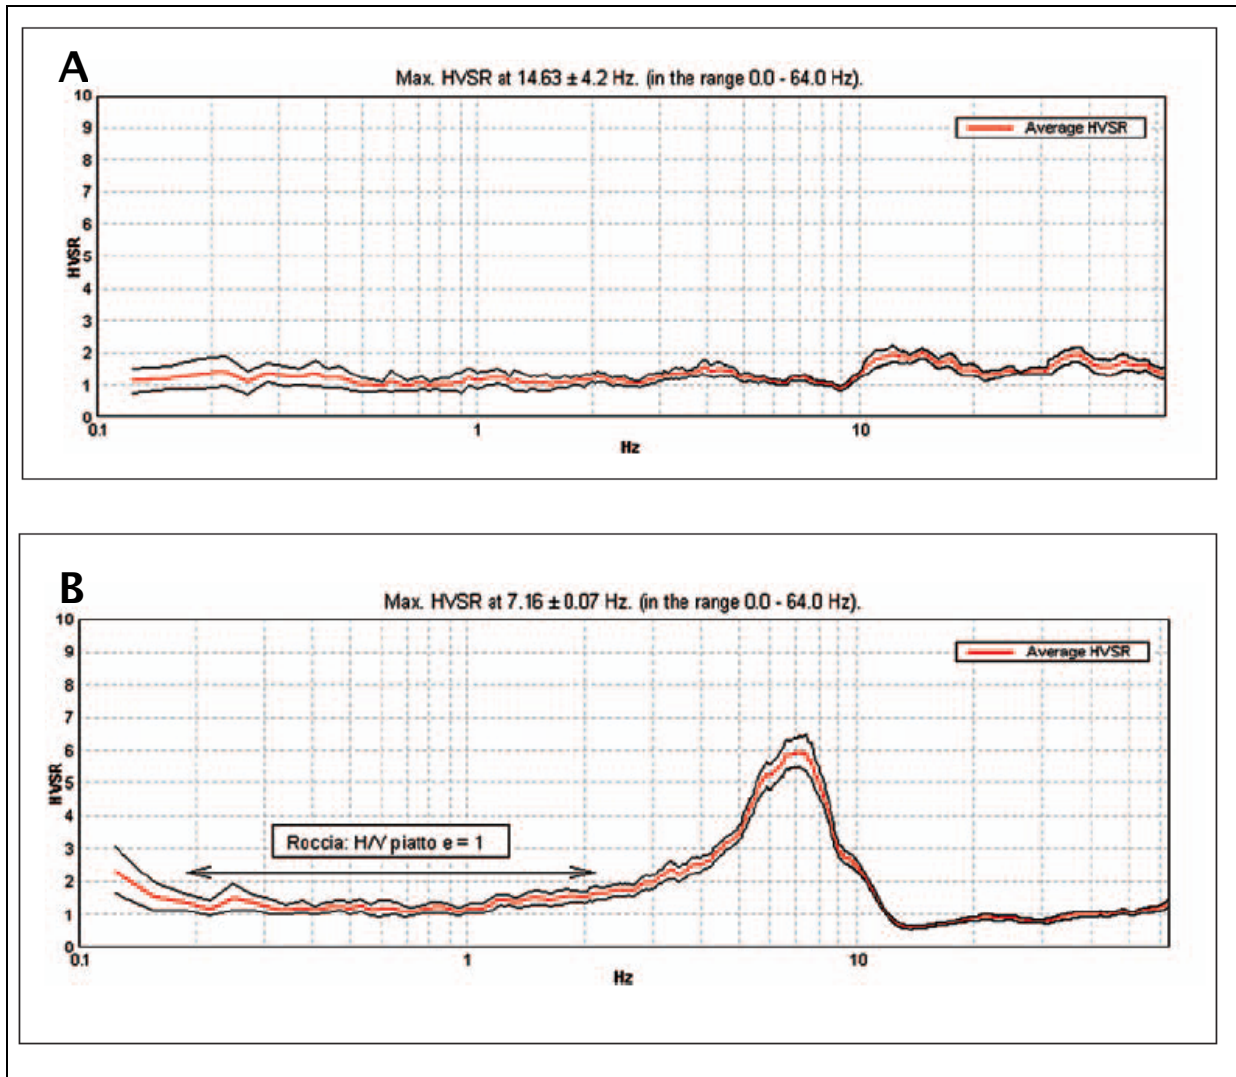 A
Max. HVSR at 14.63 ± 4.2 Hz. (in the range 0.0 - 64.0 Hz).
Average HVSR
10
9
8
7
6
5
4
3
2
1
0
HVSR
0.1 1 10
Hz
B
Max. HVSR at 7.16 ± 0.07 Hz. (in the range 0.0 - 64.0 Hz).
Average HVSR
10
9
8
7
6
5
4
3
2
1
0
HVSR
Roccia: H/V piatto e = 1
0.1 1 10
Hz